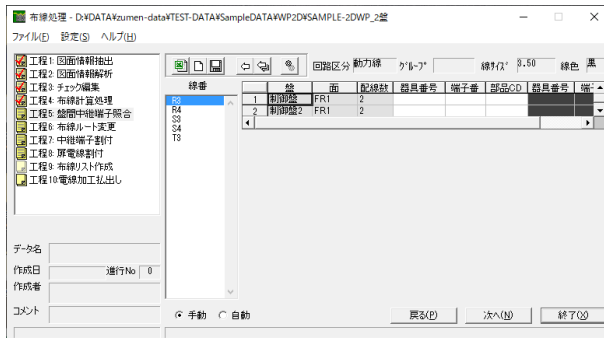 布線処理 - D:¥DATA¥zumen-data¥TEST-DATA¥SampleDATA¥WP2D¥SAMPLE-2DWP_2盤
ファイル(F) 設定(S) ヘルプ(H)
工程1: 図面情報抽出
工程2: 図面情報解析
工程3: チェック編集
工程4: 布線計算処理
工程5: 盤間中継端子照合
工程6: 布線ルート変更
工程7: 中継端子割付
工程8: 扉電線割付
工程9: 布線リスト作成
工程10:電線加工払出し
回路区分 動力線 グループ 線サイズ 3.50 線色 黒
線番
R3
R4
S3
S4
T3
盤 面 配線数 器具番号 端子番 部品CD 器具番号 端子
1 制御盤 FR1 2
2 制御盤2 FR1 2
データ名
作成日 進行No 0
作成者
コメント
手動 自動
戻る(P) 次へ(N) 終了(X)